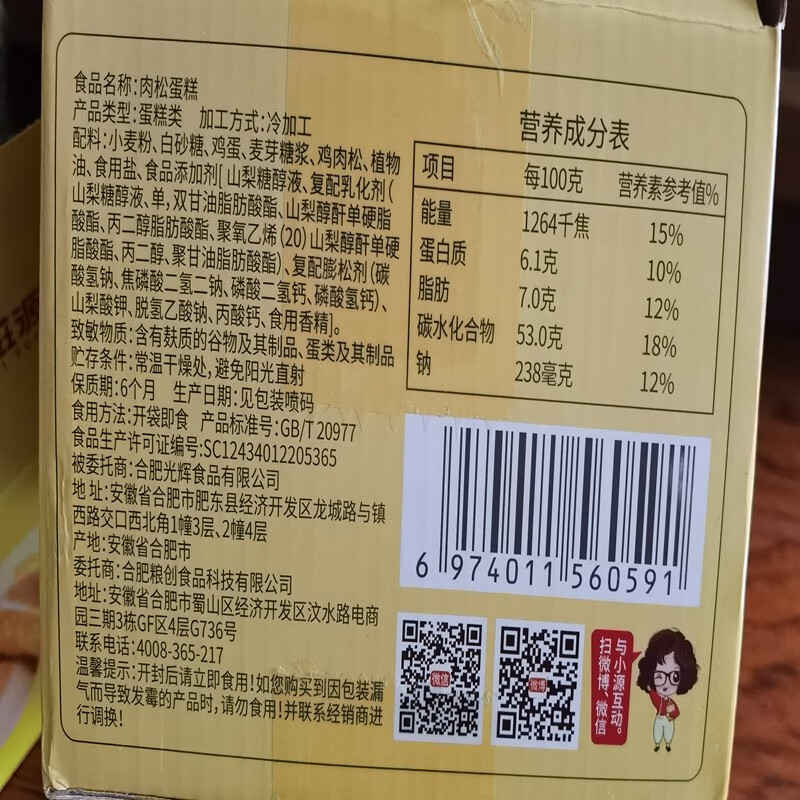 食品名称:肉松蛋糕
产品类型:蛋糕类 加工方式:冷加工
配料:小麦粉、白砂糖、鸡蛋、麦芽糖浆、鸡肉松、植物
油、食用盐、食品添加剂[山梨糖醇液、复配乳化剂(
山梨糖醇液、单,双甘油脂肪酸酯、山梨醇酐单硬脂
酸酯、丙二醇脂肪酸酯、聚氧乙烯(20)山梨醇酐单硬
脂酸酯、丙二醇、聚甘油脂肪酸酯)、复配膨松剂(碳
酸氢钠、焦磷酸二氢二钠、磷酸二氢钙、磷酸氢钙)、
山梨酸钾、脱氢乙酸钠、丙酸钙、食用香精]。
致敏物质:含有麸质的谷物及其制品、蛋类及其制品
贮存条件:常温干燥处,避免阳光直射
保质期:6个月 生产日期:见包装喷码
食用方法:开袋即食 产品标准号:GB/T 20977
食品生产许可证编号:SC12434012205365
被委托商:合肥光辉食品有限公司
地 址:安徽省合肥市肥东县经济开发区龙城路与镇
西路交口西北角1幢3层、2幢4层
产地:安徽省合肥市
委托商:合肥粮创食品科技有限公司
地址:安徽省合肥市蜀山区经济开发区汶水路电商
园三期3栋GF区4层G736号
联系电话:4008-365-217
温馨提示:开封后请立即食用!如您购买到因包装漏
气而导致发霉的产品时,请勿食用!并联系经销商进
行调换!
营养成分表
项目 每100克 营养素参考值%
能量 1264千焦 15%
蛋白质 6.1克 10%
脂肪 7.0克 12%
碳水化合物 53.0克 18%
钠 238毫克 12%
6 974011 560591
微信
微博
与小源互动。
扫微博、微信